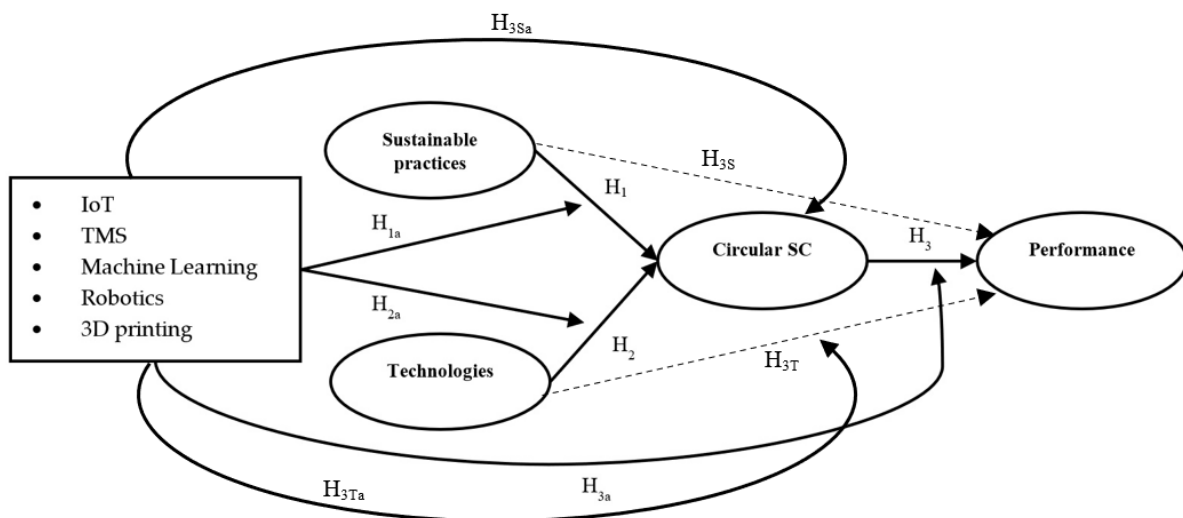 H3Sa
Sustainable
practices
H3S
H1
• IoT
• TMS
• Machine Learning
• Robotics
• 3D printing
H1a
H2a
Circular SC
H3
Performance
H2
Technologies
H3T
H3Ta
H3a